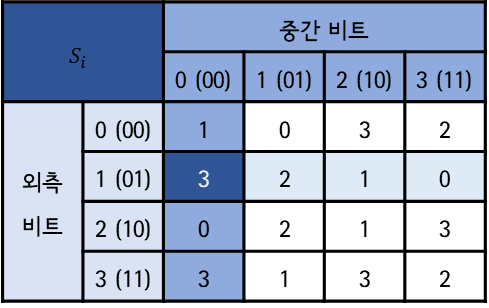 Sᵢ 중간 비트
0 (00) 1 (01) 2 (10) 3 (11)
외측 비트 0 (00) 1 0 3 2
1 (01) 3 2 1 0
2 (10) 0 2 1 3
3 (11) 3 1 3 2